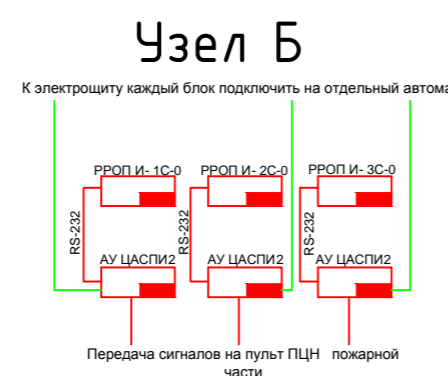 Узел Б
К электрощиту каждый блок подключить на отдельный автома
РРОП И- 1С-0 РРОП И- 2С-0 РРОП И- 3С-0
RS-232 RS-232 RS-232
АУ ЦАСПИ2 АУ ЦАСПИ2 АУ ЦАСПИ2
Передача сигналов на пульт ПЦН пожарной
части